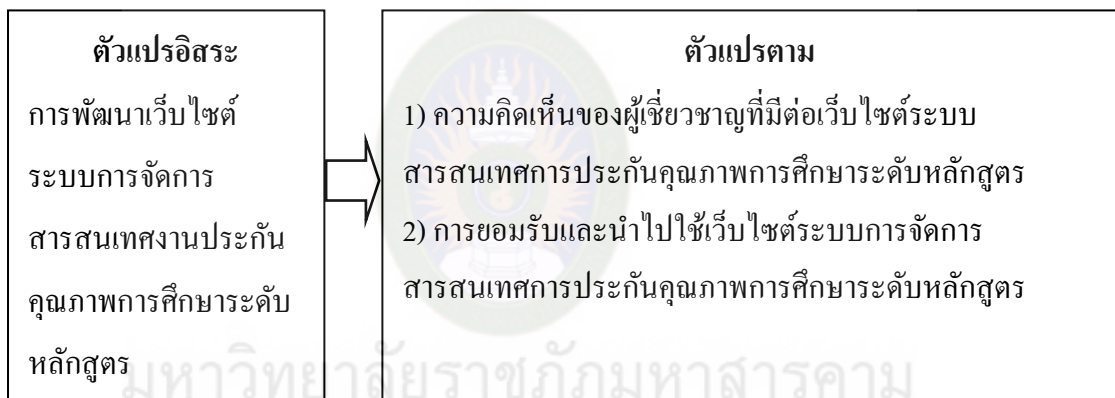 ตัวแปรอิสระ
การพัฒนาเว็บไซต์
ระบบการจัดการ
สารสนเทศงานประกัน
คุณภาพการศึกษาระดับ
หลักสูตร
ตัวแปรตาม
1) ความคิดเห็นของผู้เชี่ยวชาญที่มีต่อเว็บไซต์ระบบ
สารสนเทศการประกันคุณภาพการศึกษาระดับหลักสูตร
2) การยอมรับและนำไปใช้เว็บไซต์ระบบการจัดการ
สารสนเทศการประกันคุณภาพการศึกษาระดับหลักสูตร
มหาวิทยาลัยราชภัฏมหาสารคาม